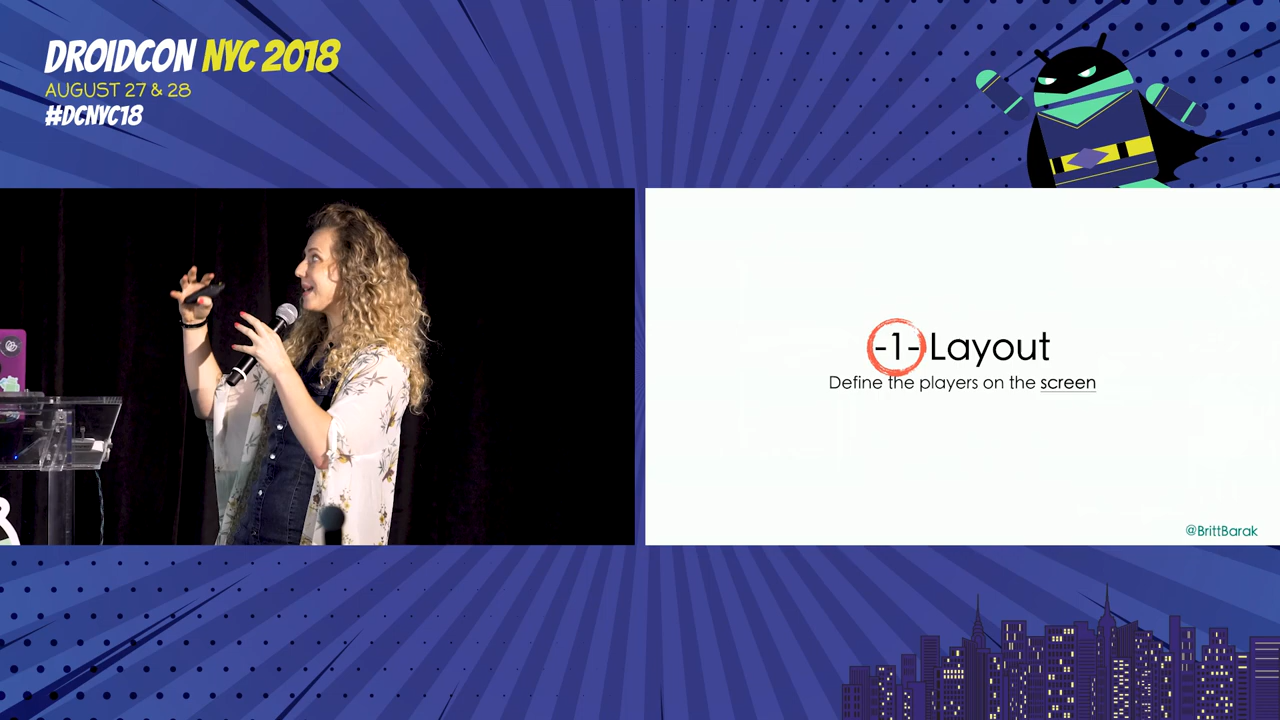 DROIDCON NYC 2018
AUGUST 27 & 28
#DCNYC18
-1- Layout
Define the players on the screen
@BrittBarak